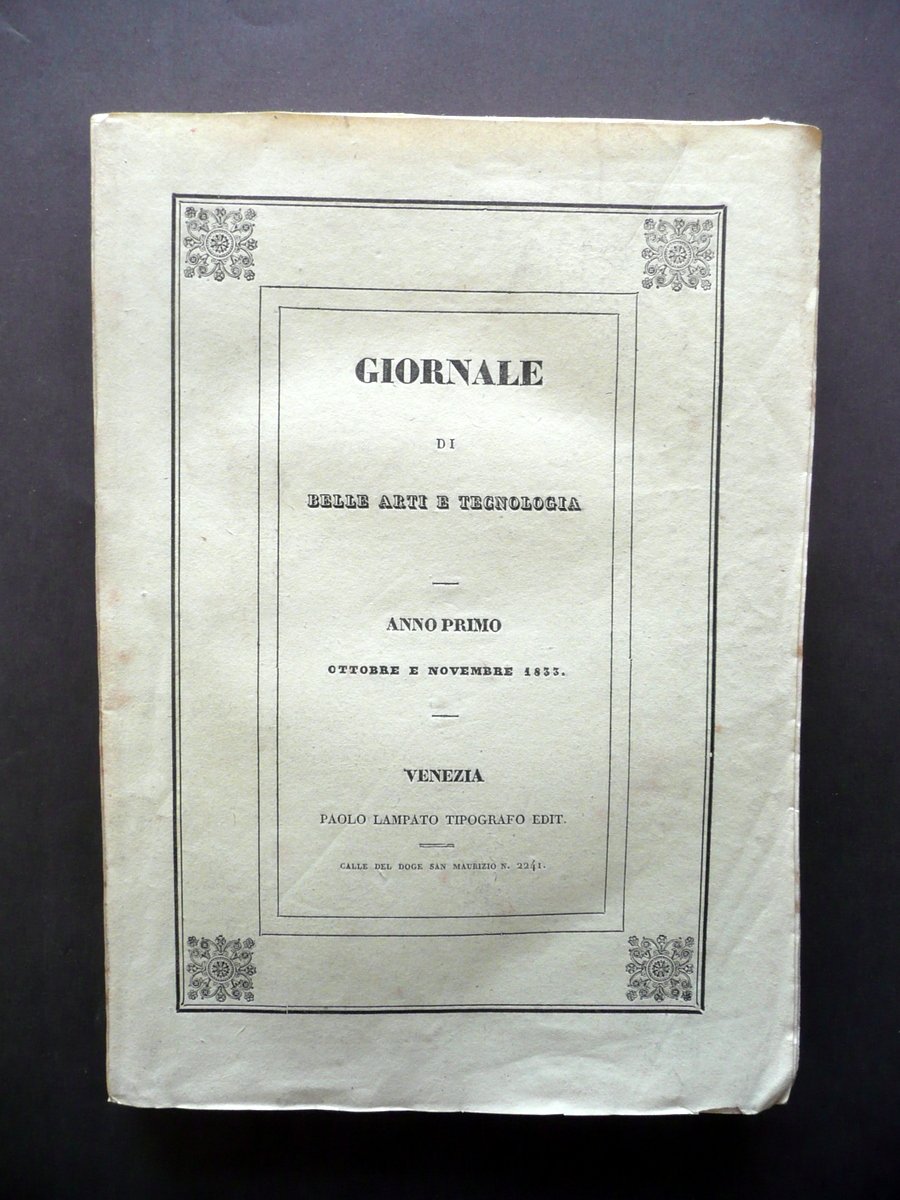 GIORNALE
DI
BELLE ARTI E TECNOLOGIA
ANNO PRIMO
OTTOBRE E NOVEMBRE 1833.
VENEZIA
PAOLO LAMPATO TIPOGRAFO EDIT.
CALLE DEL DOGE SAN MAURIZIO N. 2241.